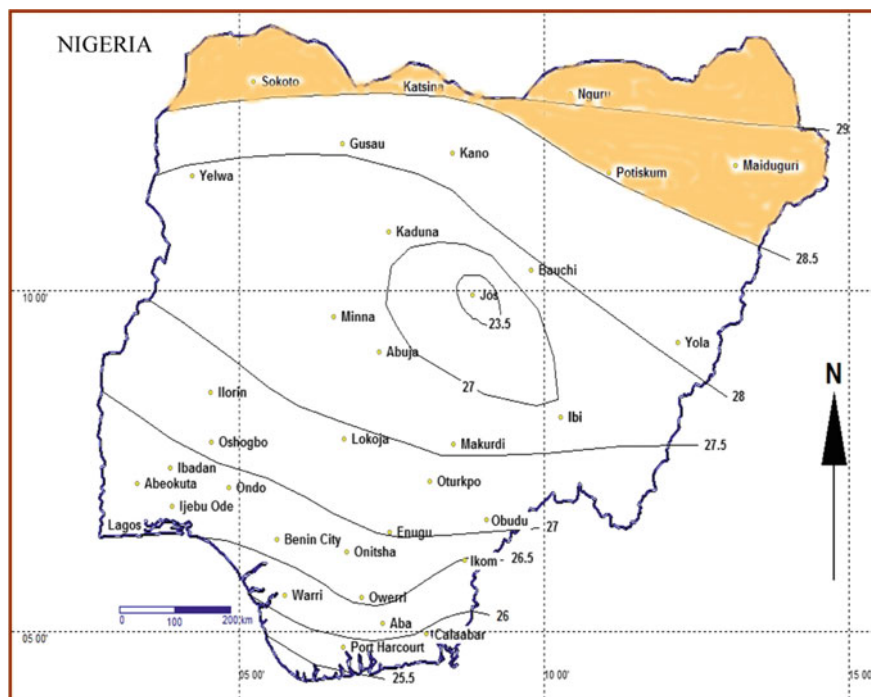 NIGERIA
Sokoto
Katsina
Nguru
29
Gusau
Kano
Maiduguri
Potiskum
Yelwa
28.5
Kaduna
Bauchi
10 00'
Jos
23.5
Minna
Yola
Abuja
N
27
28
Ilorin
Ibi
27.5
Oshogbo
Lokoja
Makurdi
Ibadan
Abeokuta
Ondo
Oturkpo
Ijebu Ode
Lagos
Obudu
27
Enugu
Benin City
Onitsha
26.5
Ikom
Warri
Owerri
26
0 100 200;km
Aba
05 00'
Calaabar
Port Harcourt
25.5
05 00'
10 00'
15 00'